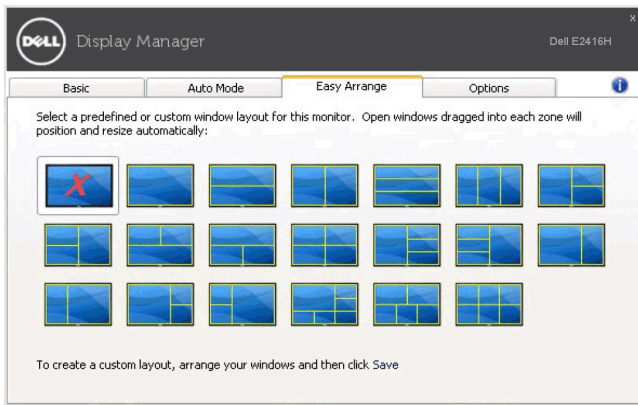 x
DELL
Display Manager
Dell E2416H
Basic
Auto Mode
Easy Arrange
Options
i
Select a predefined or custom window layout for this monitor. Open windows dragged into each zone will
position and resize automatically:
X
To create a custom layout, arrange your windows and then click Save